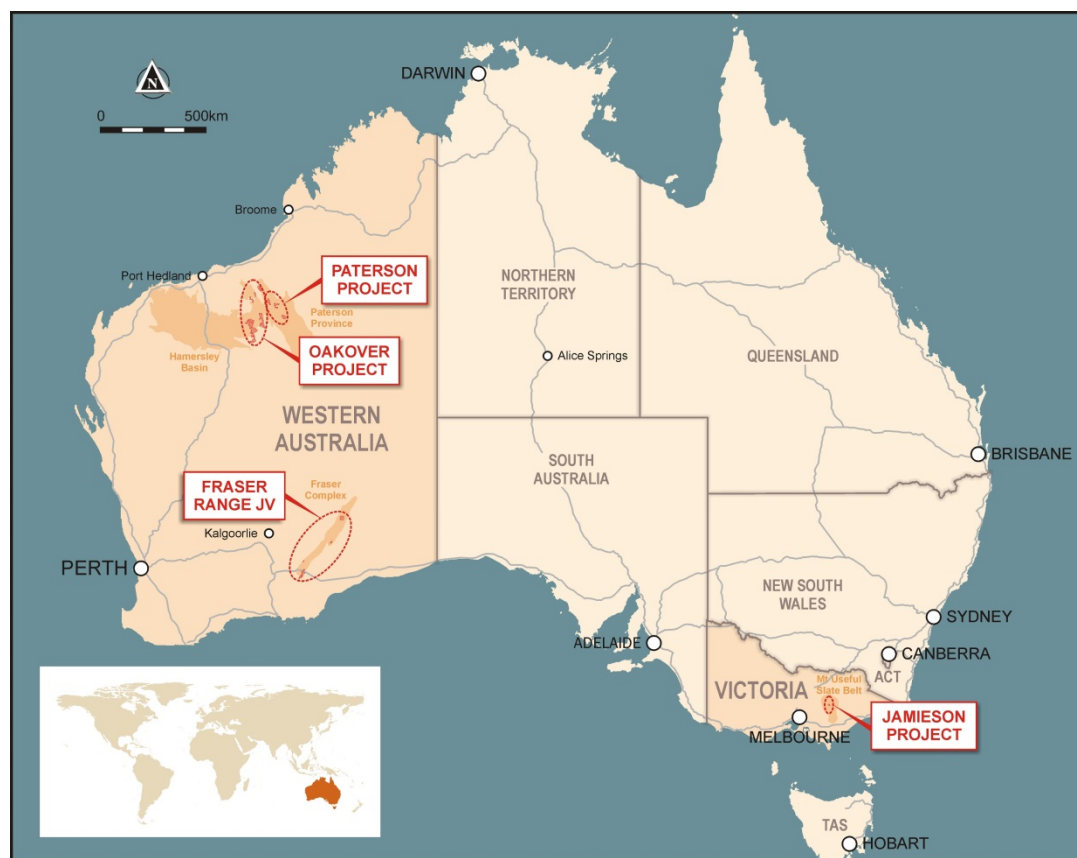 DARWIN
N
0 500km
Broome
Port Hedland
PATERSON
PROJECT
Paterson
Province
OAKOVER
PROJECT
Hamersley
Basin
NORTHERN
TERRITORY
Alice Springs
QUEENSLAND
WESTERN
AUSTRALIA
SOUTH
AUSTRALIA
BRISBANE
FRASER
RANGE JV
Fraser
Complex
Kalgoorlie
PERTH
NEW SOUTH
WALES
SYDNEY
ADELAIDE
CANBERRA
ACT
VICTORIA
Mt Useful
Slate Belt
MELBOURNE
JAMIESON
PROJECT
TAS
HOBART